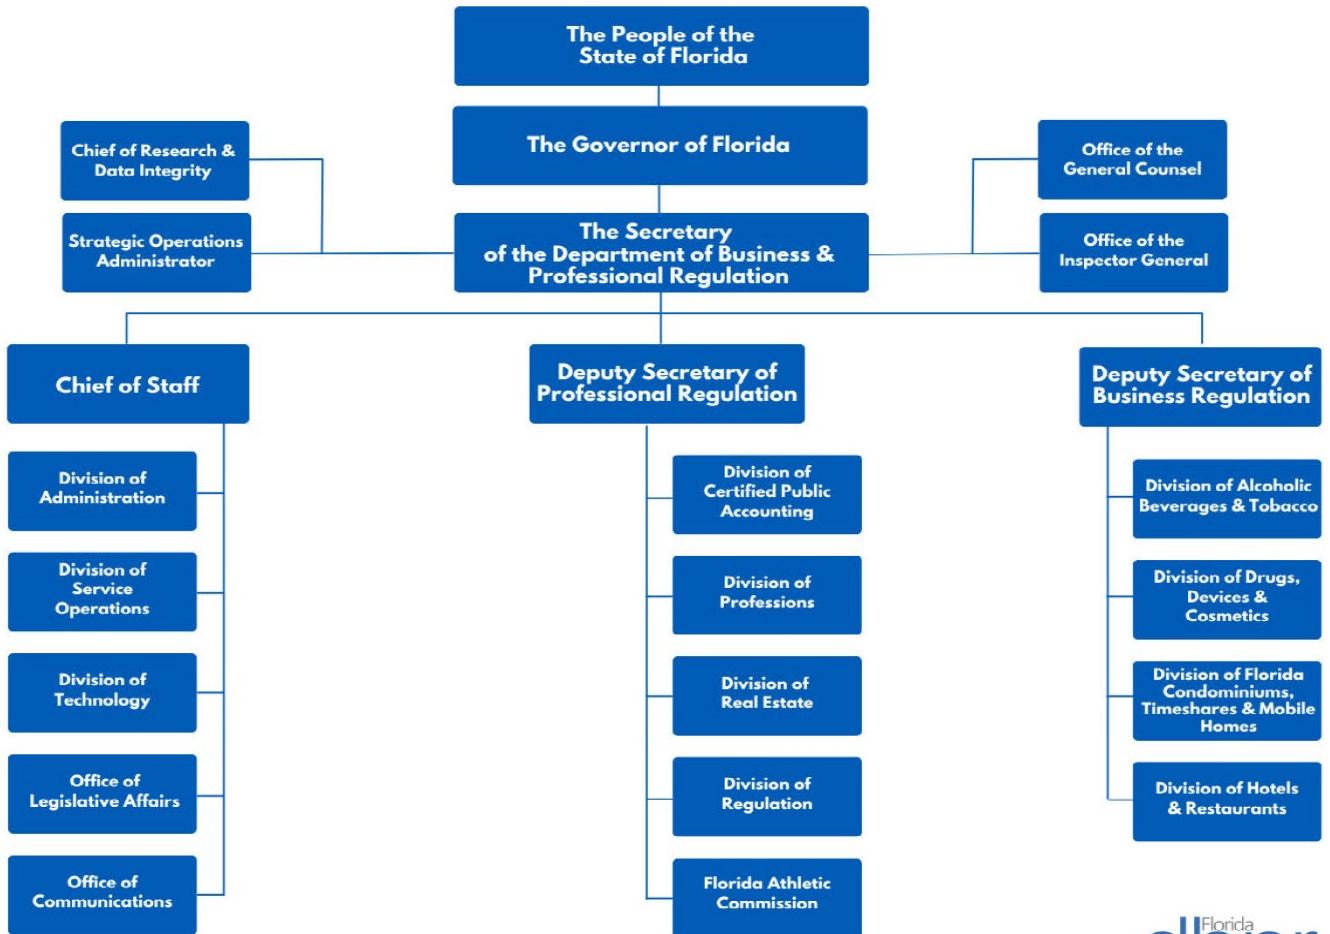 The People of the
State of Florida
The Governor of Florida
Chief of Research &
Data Integrity
Office of the
General Counsel
Strategic Operations
Administrator
The Secretary
of the Department of Business &
Professional Regulation
Office of the
Inspector General
Chief of Staff
Deputy Secretary of
Professional Regulation
Deputy Secretary of
Business Regulation
Division of
Administration
Division of
Service
Operations
Division of
Technology
Office of
Legislative Affairs
Office of
Communications
Division of
Certified Public
Accounting
Division of
Professions
Division of
Real Estate
Division of
Regulation
Florida Athletic
Commission
Division of Alcoholic
Beverages & Tobacco
Division of Drugs,
Devices &
Cosmetics
Division of Florida
Condominiums,
Timeshares & Mobile
Homes
Division of Hotels
& Restaurants
Florida